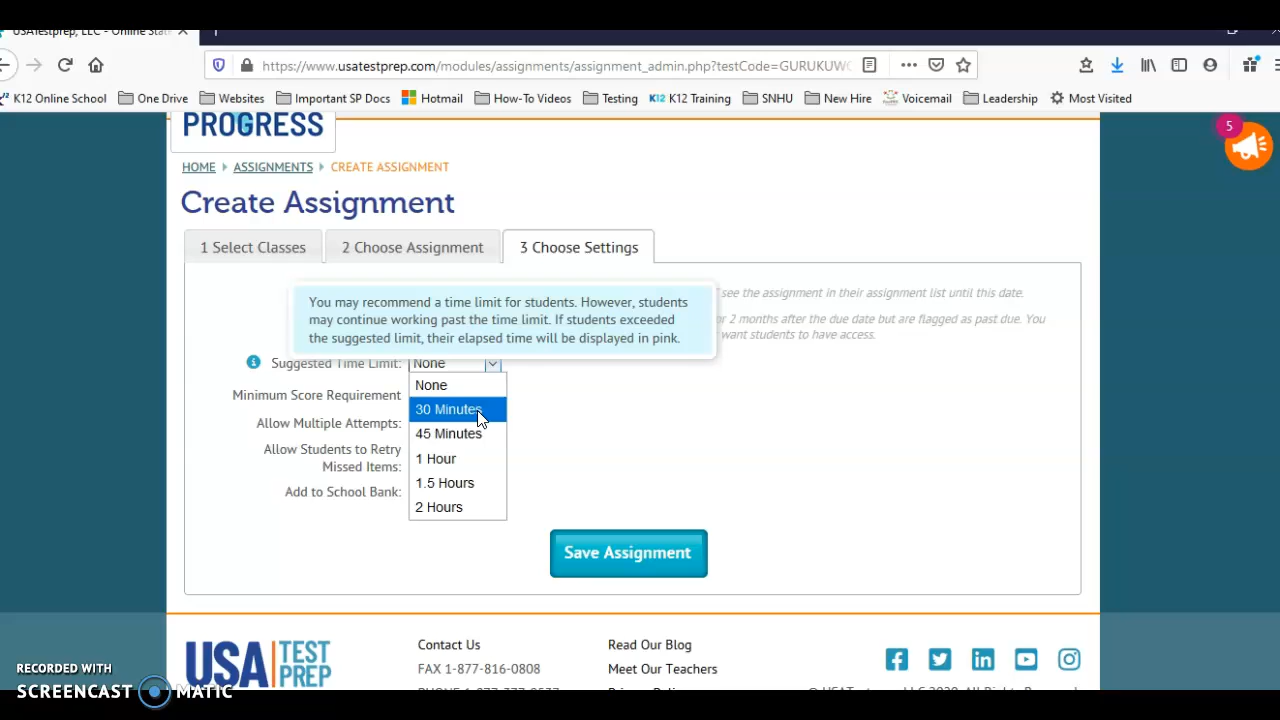 USATestprep, LLC - Online State
https://www.usatestprep.com/modules/assignments/assignment_admin.php?testCode=GURUKUWC
K12 Online School One Drive Websites Important SP Docs Hotmail How-To Videos Testing K12 K12 Training SNHU New Hire Voicemail Leadership Most Visited
PROGRESS
5
HOME ASSIGNMENTS CREATE ASSIGNMENT
Create Assignment
1 Select Classes 2 Choose Assignment 3 Choose Settings
see the assignment in their assignment list until this date.
You may recommend a time limit for students. However, students
may continue working past the time limit. If students exceeded
the suggested limit, their elapsed time will be displayed in pink.
or 2 months after the due date but are flagged as past due. You
want students to have access.
Suggested Time Limit: None
None
30 Minutes
45 Minutes
1 Hour
1.5 Hours
2 Hours
Minimum Score Requirement
Allow Multiple Attempts:
Allow Students to Retry
Missed Items:
Add to School Bank:
Save Assignment
USA TEST PREP
Contact Us
FAX 1-877-816-0808
Read Our Blog
Meet Our Teachers
RECORDED WITH
SCREENCAST MATIC